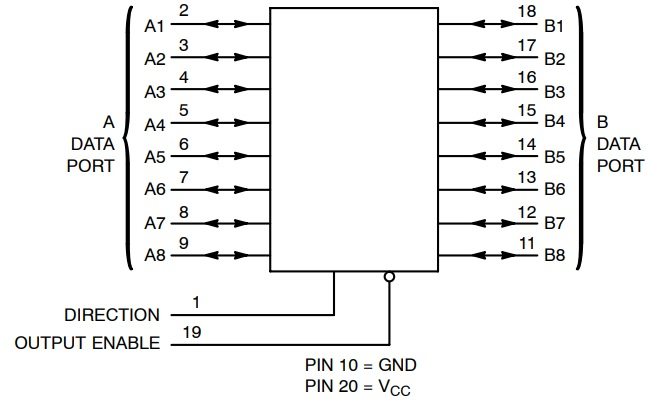 A1 2 18 B1
A2 3 17 B2
A3 4 16 B3
A4 5 15 B4
A5 6 14 B5
A6 7 13 B6
A7 8 12 B7
A8 9 11 B8
A
DATA
PORT
B
DATA
PORT
DIRECTION 1
OUTPUT ENABLE 19
PIN 10 = GND
PIN 20 = VCC